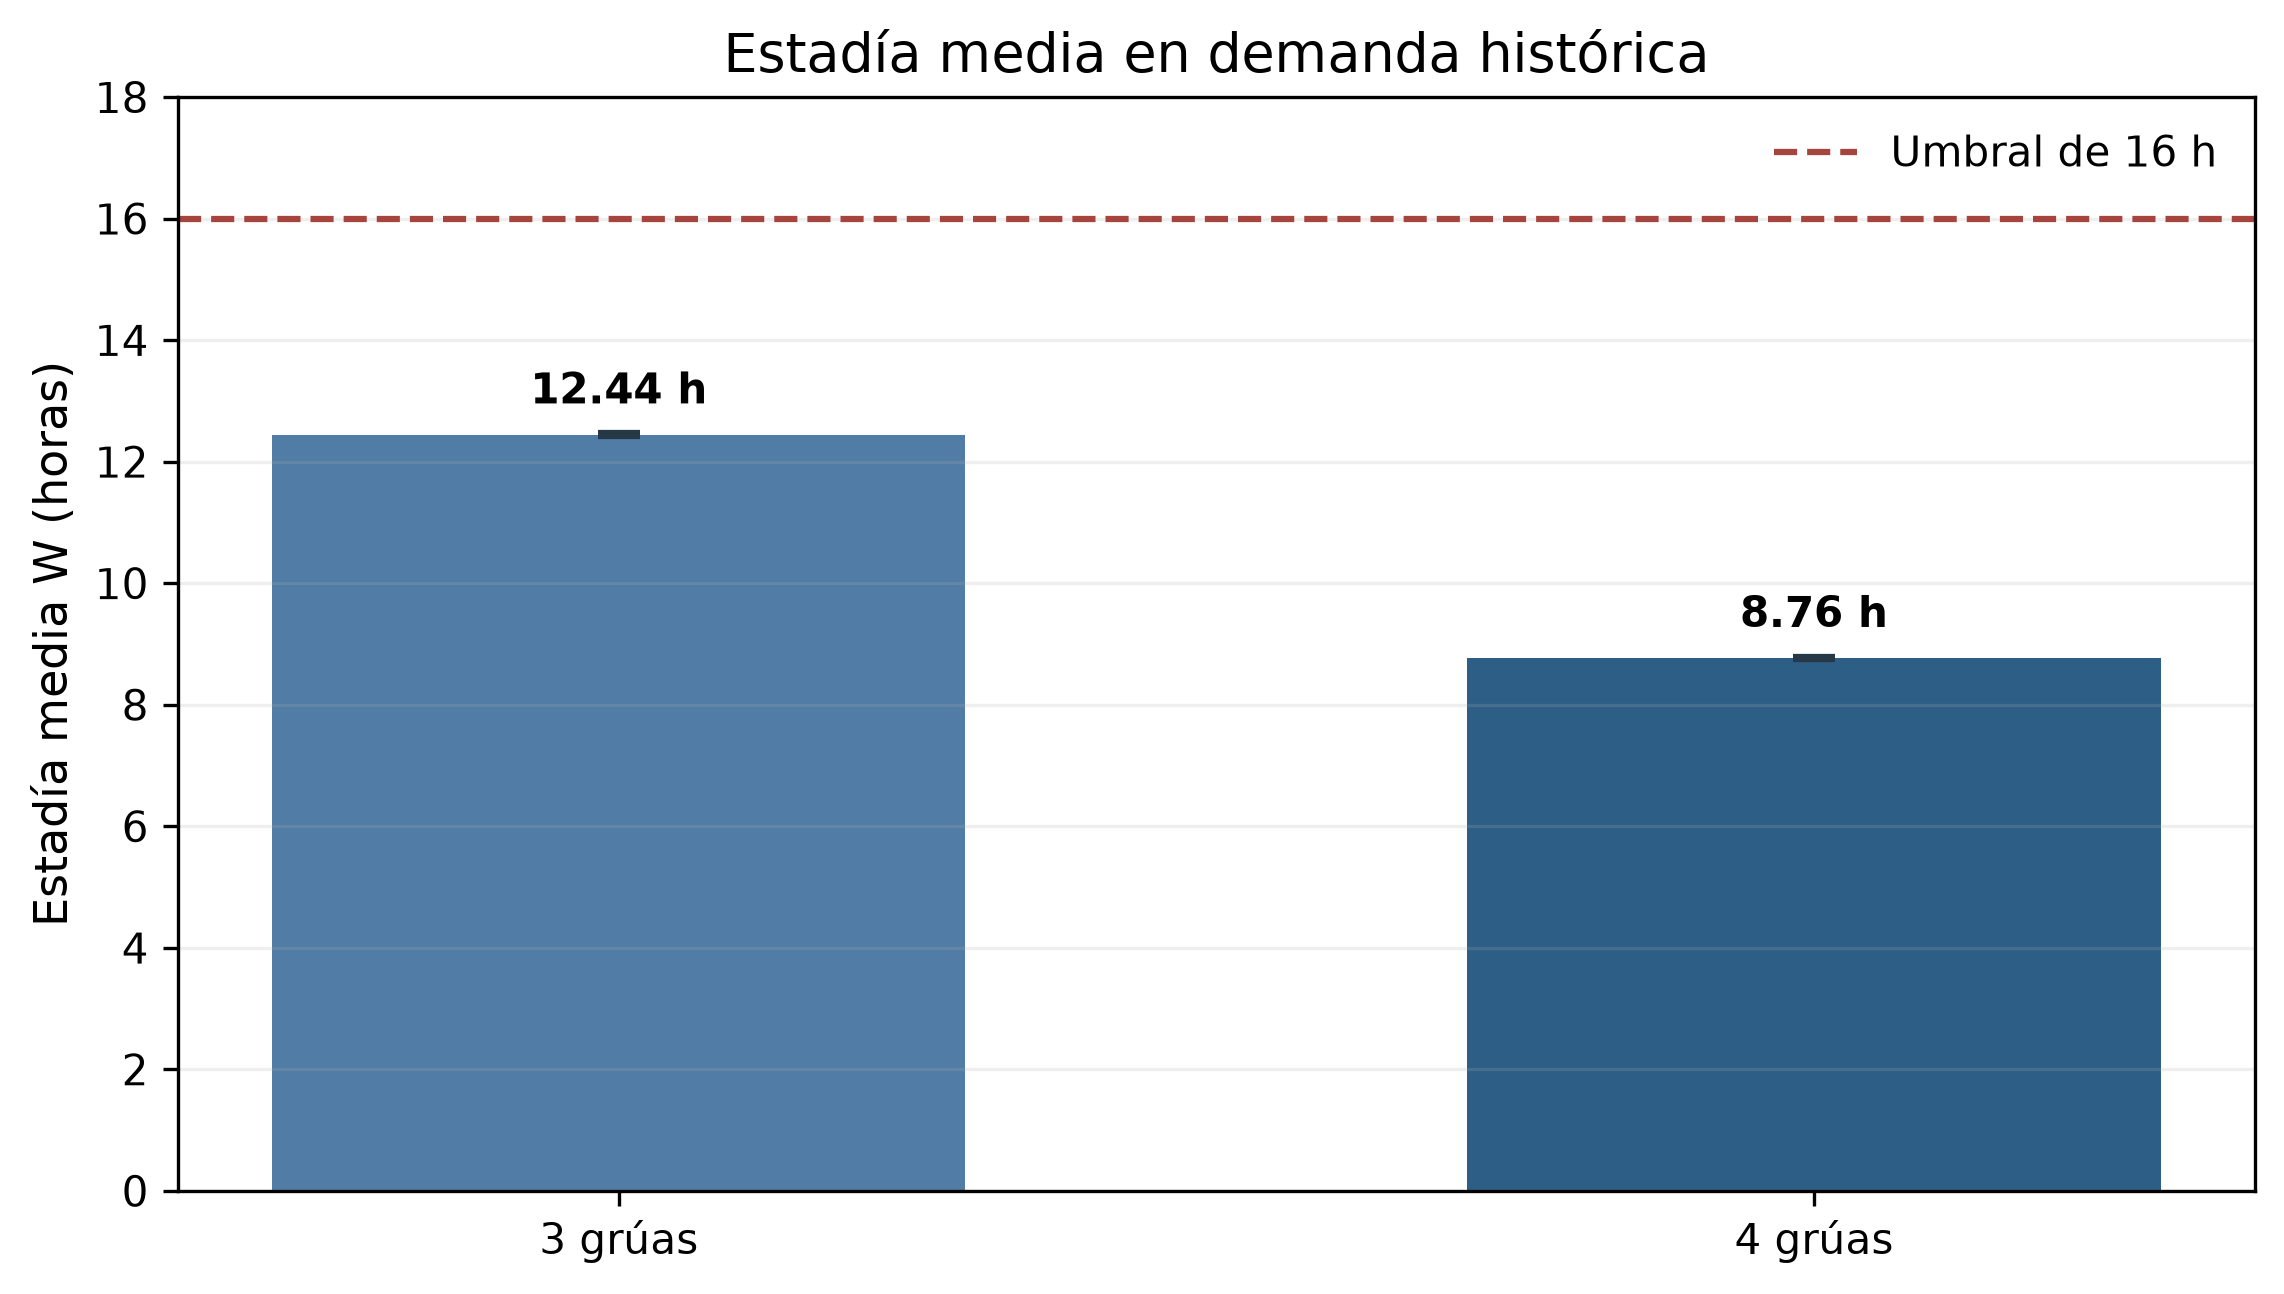 Estadía media en demanda histórica
Umbral de 16 h
Estadía media W (horas)
18
16
14
12
10
8
6
4
2
0
12.44 h
8.76 h
3 grúas
4 grúas